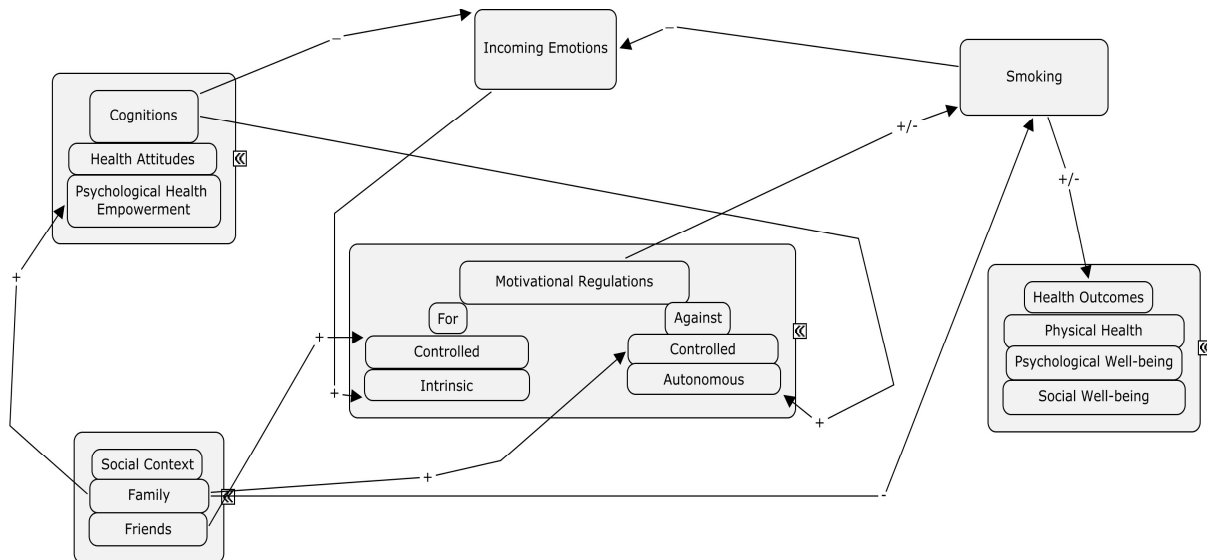 Incoming Emotions
Smoking
Cognitions
Health Attitudes
Psychological Health
Empowerment
Motivational Regulations
For
Against
Controlled
Intrinsic
Controlled
Autonomous
Health Outcomes
Physical Health
Psychological Well-being
Social Well-being
Social Context
Family
Friends
–
–
+/-
+/-
+
+
+
+
+
-